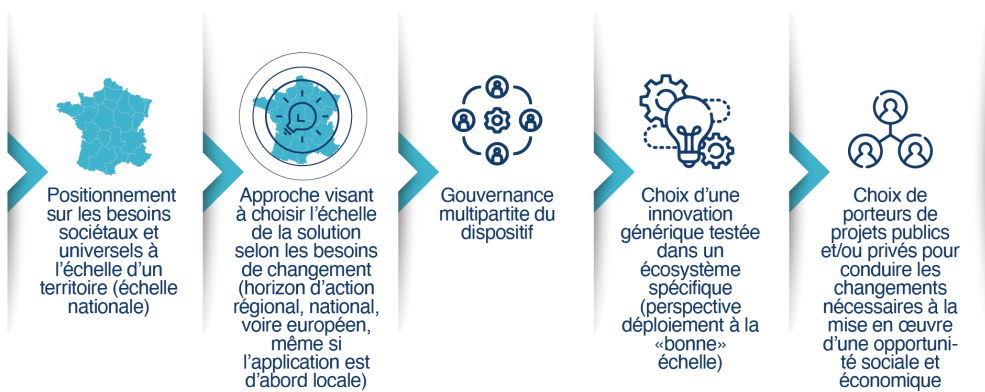 Positionnement
sur les besoins
sociétaux et
universels à
l’échelle d’un
territoire (échelle
nationale)
Approche visant
à choisir l’échelle
de la solution
selon les besoins
de changement
(horizon d’action
régional, national,
voire européen,
même si
l’application est
d’abord locale)
Gouvernance
multipartite du
dispositif
Choix d’une
innovation
générique testée
dans un
écosystème
spécifique
(perspective
déploiement à la
«bonne»
échelle)
Choix de
porteurs de
projets publics
et/ou privés pour
conduire les
changements
nécessaires à la
mise en œuvre
d’une opportuni-
té sociale et
économique